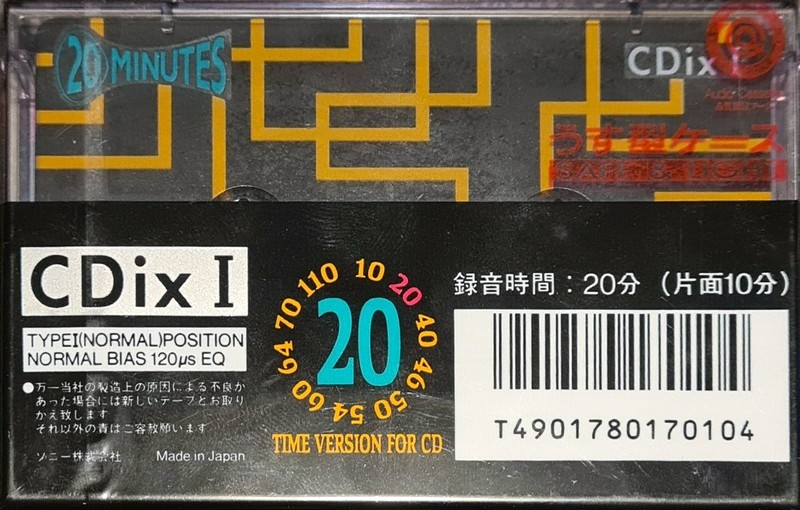 20 MINUTES
CDix
Audio Cassette
うす型ケース
CDix I
TYPEI(NORMAL)POSITION
NORMAL BIAS 120μs EQ
●万一当社の製造上の原因による不良か
あった場合には新しいテープとお取り
かえ致します
それ以外の責はご容赦願います
ソニー株式会社 Made in Japan
10 20 40 46 50 54 60 64 70 110
20
TIME VERSION FOR CD
録音時間：20分（片面10分）
T4901780170104